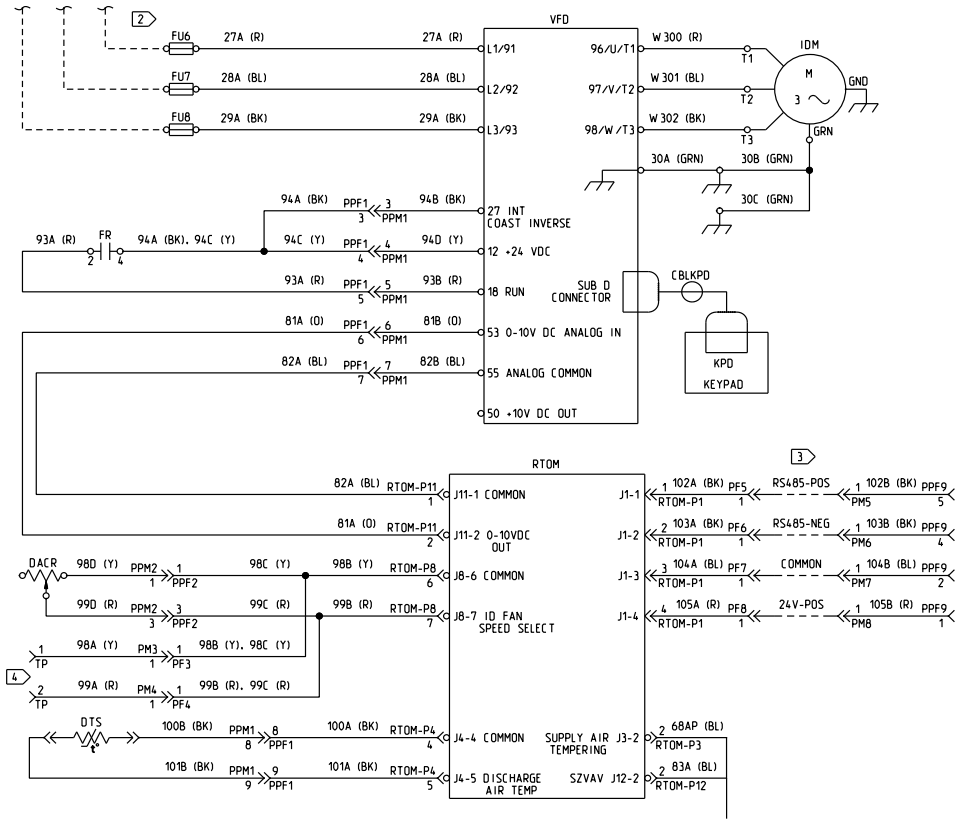 2
VFD
FU6 27A (R) 27A (R) L1/91 96/U/T1 W300 (R) T1 IDM
FU7 28A (BL) 28A (BL) L2/92 97/V/T2 W301 (BL) T2 M 3 GND
FU8 29A (BK) 29A (BK) L3/93 98/W/T3 W302 (BK) T3 GRN
30A (GRN) 30B (GRN)
30C (GRN)
94A (BK) PPF1 3 3 PPM1 94B (BK) 27 INT
COAST INVERSE
93A (R) FR 2 4 94A (BK). 94C (Y) 94C (Y) PPF1 4 4 PPM1 94D (Y) 12 +24 VDC
93A (R) PPF1 5 5 PPM1 93B (R) 18 RUN
SUB D
CONNECTOR
CBLKPD
81A (O) PPF1 6 6 PPM1 81B (O) 53 0-10V DC ANALOG IN
82A (BL) PPF1 7 7 PPM1 82B (BL) 55 ANALOG COMMON
KPD
KEYPAD
50 +10V DC OUT
RTOM
3
82A (BL) RTOM-P11 1 J11-1 COMMON J1-1 1 RTOM-P1 102A (BK) PF5 1 RS485-POS 1 PM5 102B (BK) PPF9 5
81A (O) RTOM-P11 2 J11-2 0-10VDC
OUT
J1-2 2 RTOM-P1 103A (BK) PF6 1 RS485-NEG 1 PM6 103B (BK) PPF9 4
DACR 98D (Y) PPM2 1 1 PPF2 98C (Y) 98B (Y) RTOM-P8 6 J8-6 COMMON J1-3 3 RTOM-P1 104A (BL) PF7 1 COMMON 1 PM7 104B (BL) PPF9 2
99D (R) PPM2 3 3 PPF2 99C (R) 99B (R) RTOM-P8 7 J8-7 ID FAN
SPEED SELECT
J1-4 4 RTOM-P1 105A (R) PF8 1 24V-POS 1 PM8 105B (R) PPF9 1
1 TP 98A (Y) PM3 1 1 PF3 98B (Y). 98C (Y)
4
2 TP 99A (R) PM4 1 1 PF4 99B (R). 99C (R)
DTS t° 100B (BK) PPM1 8 8 PPF1 100A (BK) RTOM-P4 4 J4-4 COMMON
SUPPLY AIR J3-2 2 RTOM-P3 68AP (BL)
TEMPERING
101B (BK) PPM1 9 9 PPF1 101A (BK) RTOM-P4 5 J4-5 DISCHARGE
AIR TEMP
SZVAV J12-2 2 RTOM-P12 83A (BL)